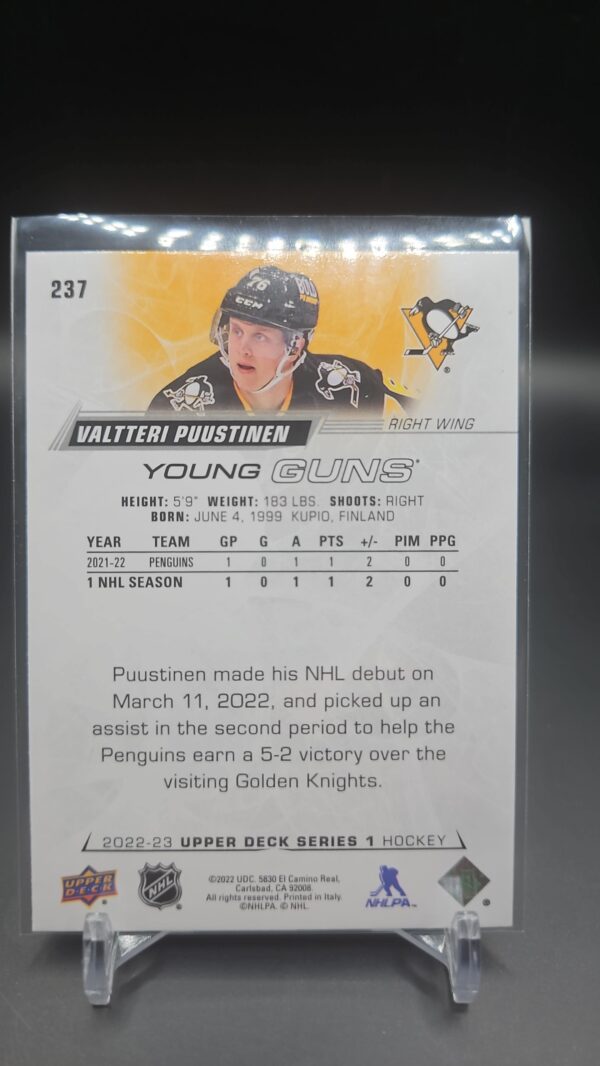 237
76
CCM
VALTTERI PUUSTINEN
RIGHT WING
YOUNG GUNS
HEIGHT: 5'9" WEIGHT: 183 LBS. SHOOTS: RIGHT
BORN: JUNE 4, 1999 KUPIO, FINLAND
YEAR TEAM GP G A PTS +/- PIM PPG
2021-22 PENGUINS 1 0 1 1 2 0 0
1 NHL SEASON 1 0 1 1 2 0 0
Puustinen made his NHL debut on
March 11, 2022, and picked up an
assist in the second period to help the
Penguins earn a 5-2 victory over the
visiting Golden Knights.
2022-23 UPPER DECK SERIES 1 HOCKEY
UPPER DECK
NHL
©2022 UDC. 5830 El Camino Real,
Carlsbad, CA 92008.
All rights reserved. Printed in Italy.
©NHLPA. © NHL.
NHLPA™